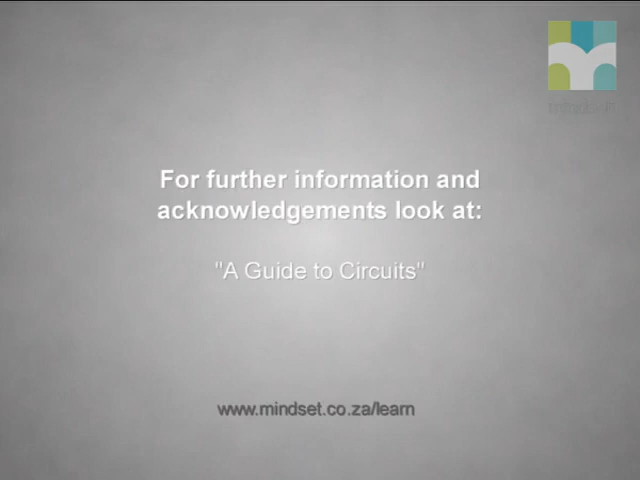 For further information and
acknowledgements look at:
"A Guide to Circuits"
www.mindset.co.za/learn